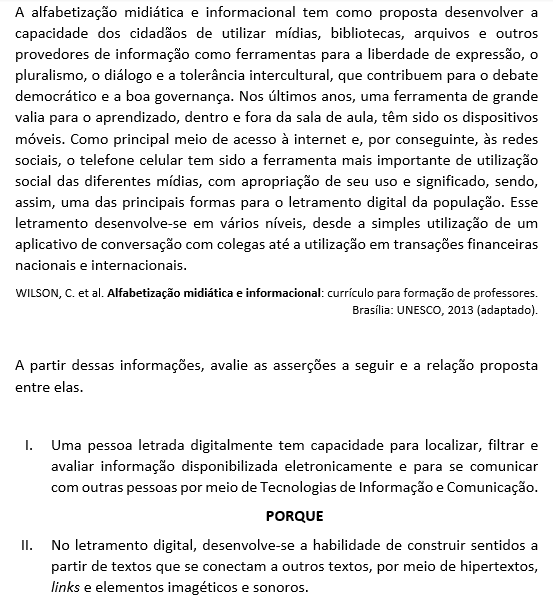 A alfabetização midiática e informacional tem como proposta desenvolver a
capacidade dos cidadãos de utilizar mídias, bibliotecas, arquivos e outros
provedores de informação como ferramentas para a liberdade de expressão, o
pluralismo, o diálogo e a tolerância intercultural, que contribuem para o debate
democrático e a boa governança. Nos últimos anos, uma ferramenta de grande
valia para o aprendizado, dentro e fora da sala de aula, têm sido os dispositivos
móveis. Como principal meio de acesso à internet e, por conseguinte, às redes
sociais, o telefone celular tem sido a ferramenta mais importante de utilização
social das diferentes mídias, com apropriação de seu uso e significado, sendo,
assim, uma das principais formas para o letramento digital da população. Esse
letramento desenvolve-se em vários níveis, desde a simples utilização de um
aplicativo de conversação com colegas até a utilização em transações financeiras
nacionais e internacionais.
WILSON, C. et al. Alfabetização midiática e informacional: currículo para formação de professores.
Brasília: UNESCO, 2013 (adaptado).
A partir dessas informações, avalie as asserções a seguir e a relação proposta
entre elas.
I. Uma pessoa letrada digitalmente tem capacidade para localizar, filtrar e
avaliar informação disponibilizada eletronicamente e para se comunicar
com outras pessoas por meio de Tecnologias de Informação e Comunicação.
PORQUE
II. No letramento digital, desenvolve-se a habilidade de construir sentidos a
partir de textos que se conectam a outros textos, por meio de hipertextos,
links e elementos imagéticos e sonoros.